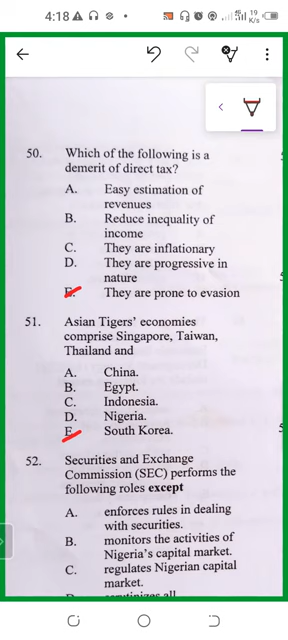 4:18
19
K/s
50. Which of the following is a
demerit of direct tax?
A. Easy estimation of
revenues
B. Reduce inequality of
income
C. They are inflationary
D. They are progressive in
nature
E. They are prone to evasion
51. Asian Tigers' economies
comprise Singapore, Taiwan,
Thailand and
A. China.
B. Egypt.
C. Indonesia.
D. Nigeria.
E. South Korea.
52. Securities and Exchange
Commission (SEC) performs the
following roles except
A. enforces rules in dealing
with securities.
B. monitors the activities of
Nigeria's capital market.
C. regulates Nigerian capital
market.